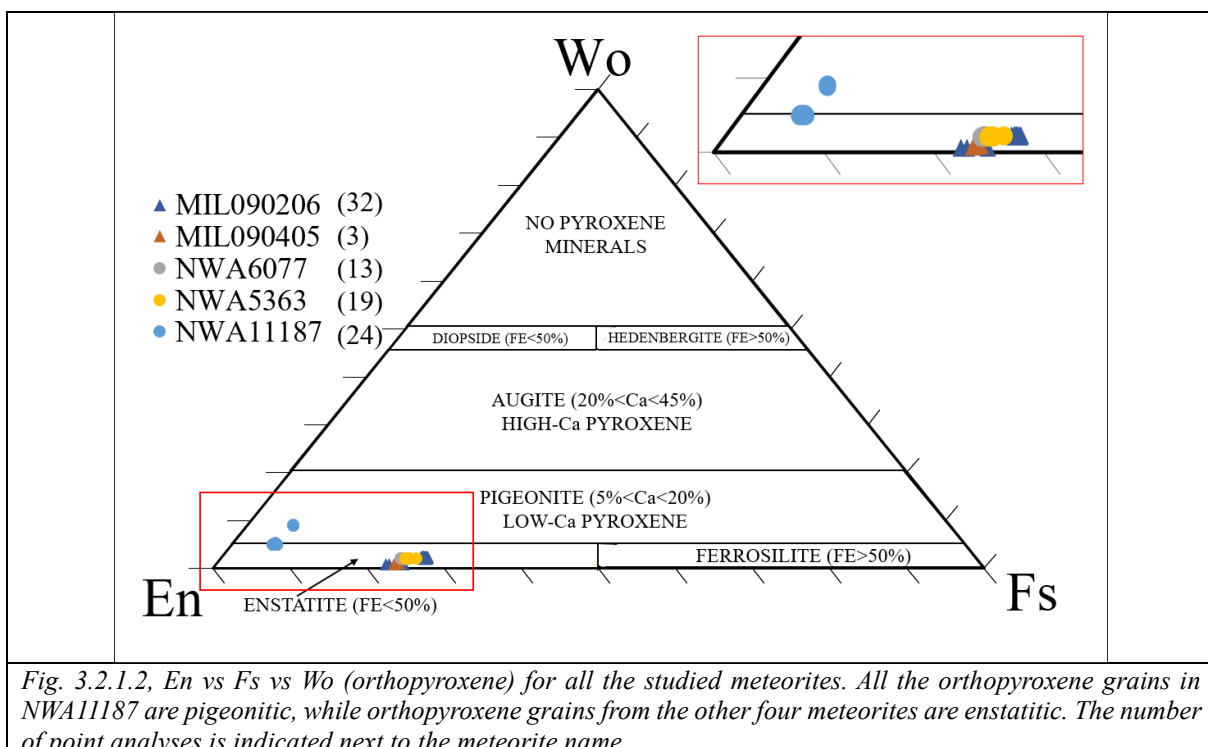 Wo
MIL090206 (32)
MIL090405 (3)
NWA6077 (13)
NWA5363 (19)
NWA11187 (24)
NO PYROXENE
MINERALS
DIOPSIDE (FE<50%)
HEDENBERGITE (FE>50%)
AUGITE (20%<Ca<45%)
HIGH-Ca PYROXENE
PIGEONITE (5%<Ca<20%)
LOW-Ca PYROXENE
FERROSILITE (FE>50%)
En
ENSTATITE (FE<50%)
Fs
Fig. 3.2.1.2, En vs Fs vs Wo (orthopyroxene) for all the studied meteorites. All the orthopyroxene grains in
NWA11187 are pigeonitic, while orthopyroxene grains from the other four meteorites are enstatitic. The number
of point analyses is indicated next to the meteorite name